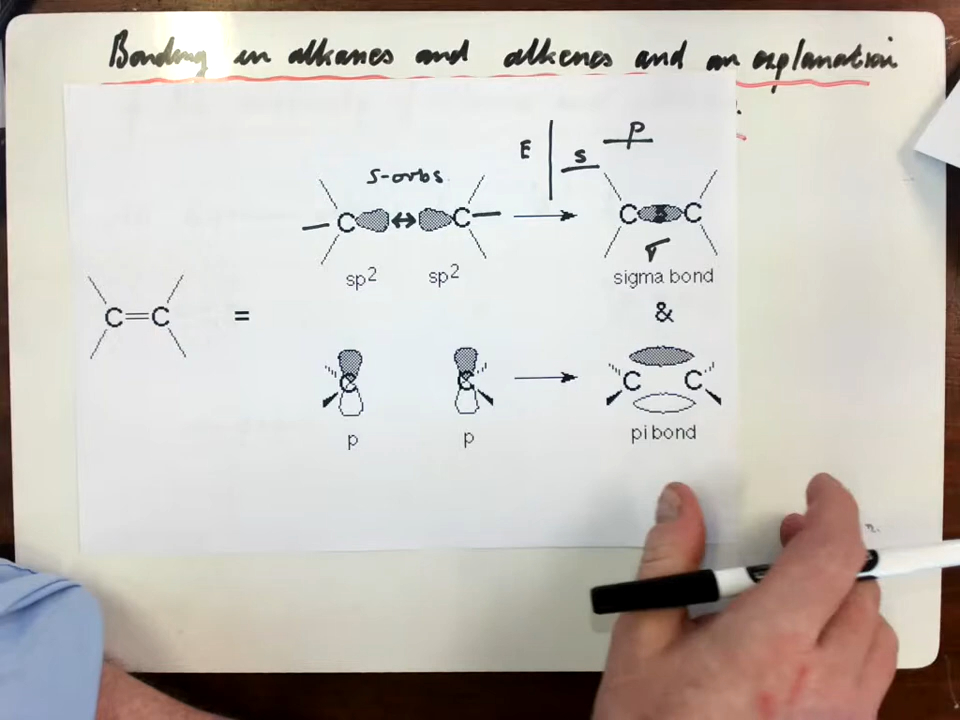 Bonding in alkanes and alkenes and an explanation
E s p
s-orbs
C ↔ C → C C
sp² sp² σ
sigma bond
&
C=C =
C C → C C
p p pi bond